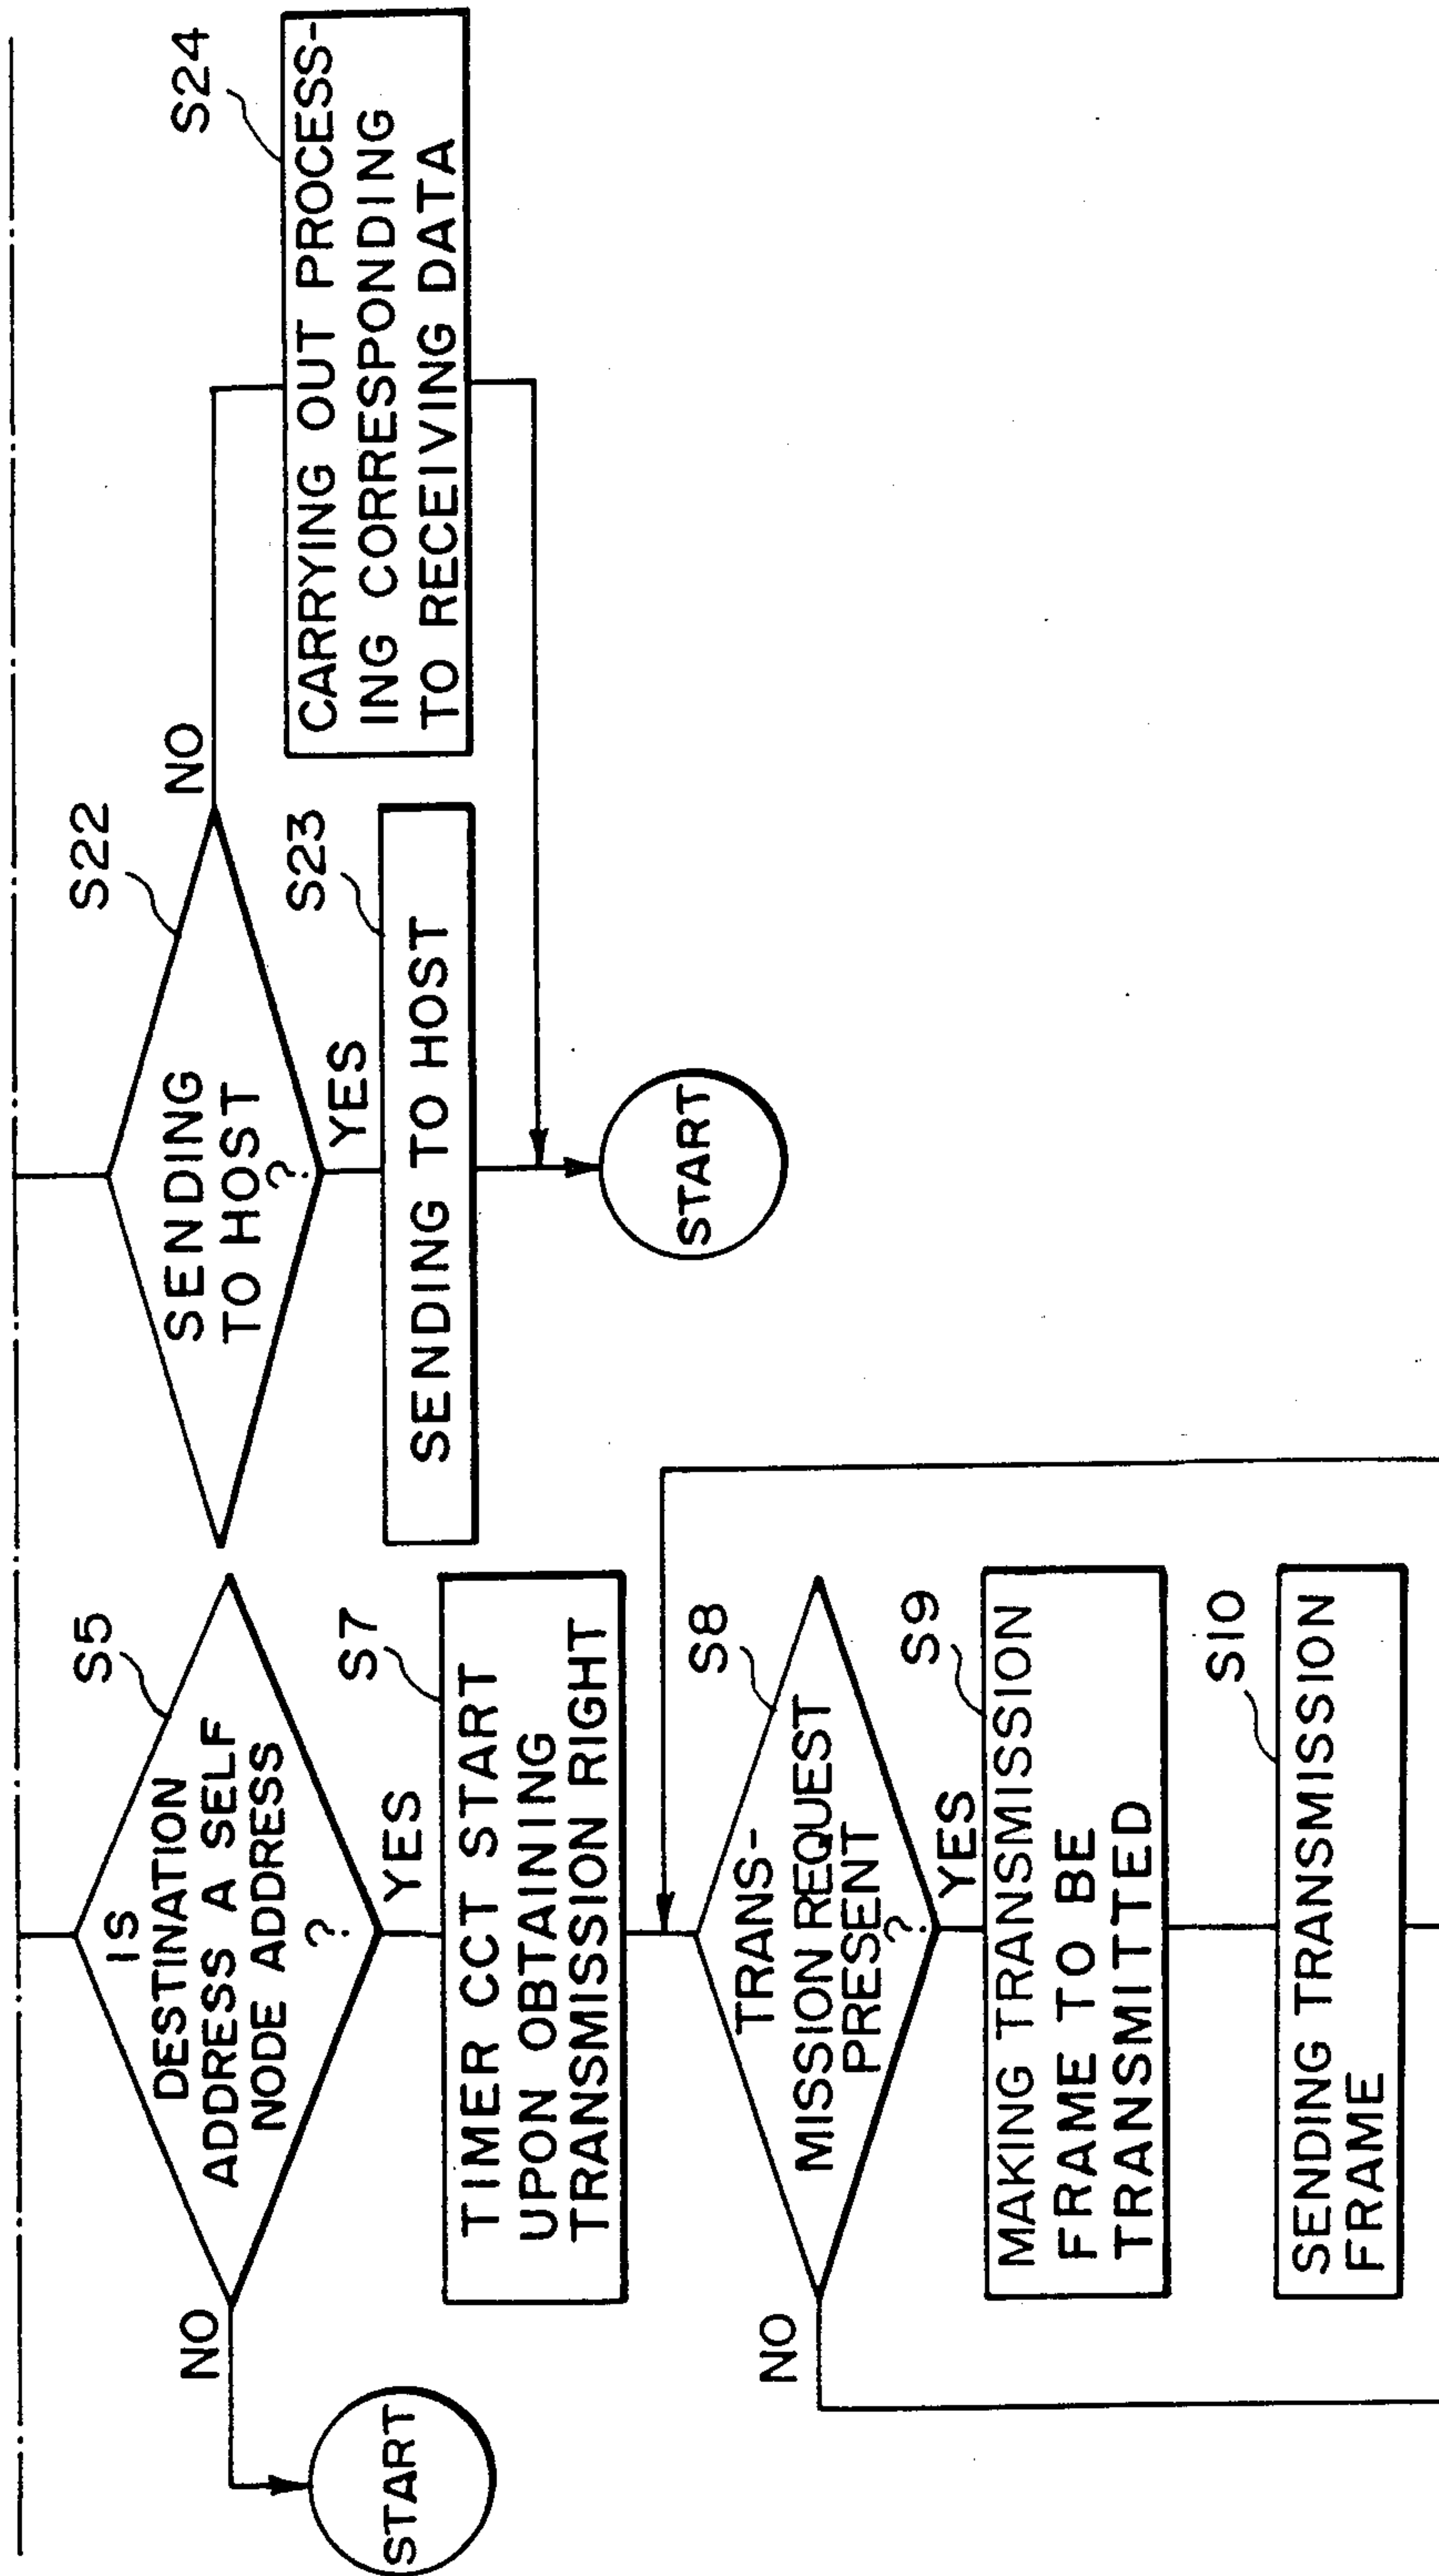 S5
IS
DESTINATION
ADDRESS A SELF
NODE ADDRESS
?
NO
START
YES
S7
TIMER CCT START
UPON OBTAINING
TRANSMISSION RIGHT
S8
TRANS-
MISSION REQUEST
PRESENT
?
NO
YES
S9
MAKING TRANSMISSION
FRAME TO BE
TRANSMITTED
S10
SENDING TRANSMISSION
FRAME
S22
SENDING
TO HOST
?
NO
YES
S23
SENDING TO HOST
S24
CARRYING OUT PROCESS-
ING CORRESPONDING
TO RECEIVING DATA
START